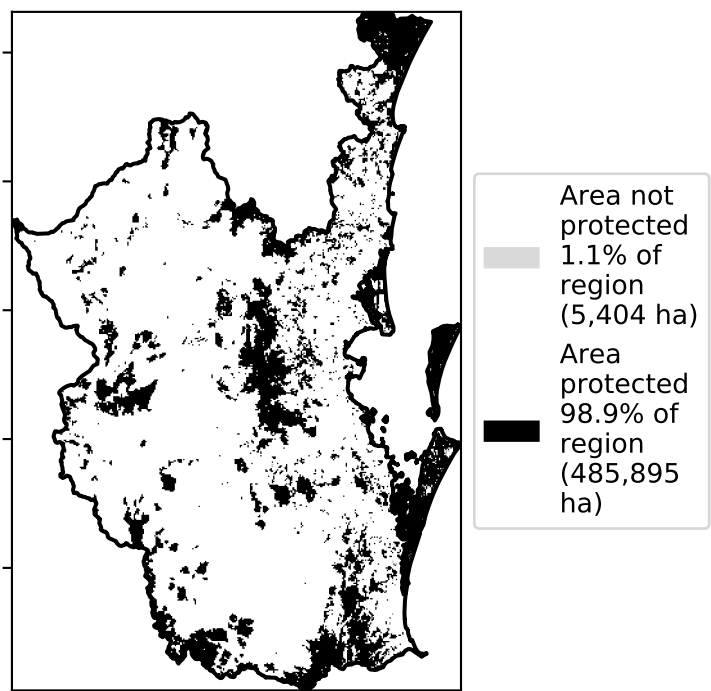 Area not
protected
1.1% of
region
(5,404 ha)
Area
protected
98.9% of
region
(485,895
ha)